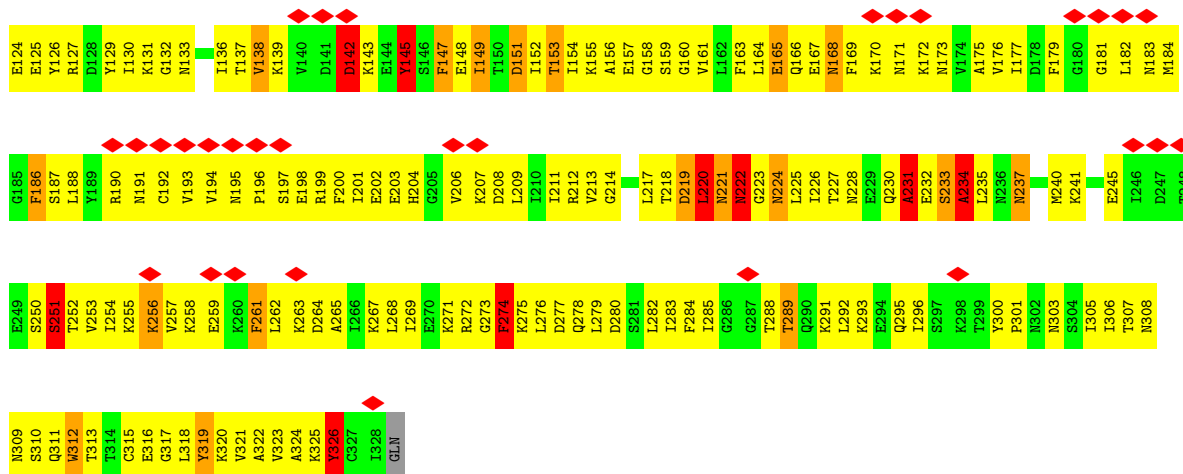 E124 E125 Y126 R127 D128 Y129 I130 K131 G132 N133 I136 T137 V138 K139 V140 D141 D142 K143 E144 Y145 S146 F147 E148 I149 T150 D151 I152 T153 I154 K155 A156 E157 G158 S159 G160 V161 L162 F163 L164 E165 Q166 E167 N168 F169 K170 N171 K172 N173 V174 A175 V176 I177 D178 F179 G180 G181 L182 N183 M184
G185 F186 S187 L188 Y189 R190 N191 C192 V193 V194 N195 P196 S197 E198 R199 F200 I201 E202 E203 H204 G205 V206 K207 D208 L209 I210 I211 R212 V213 G214 L217 T218 D219 L220 N221 N222 G223 N224 L225 I226 T227 N228 E229 Q230 A231 E232 S233 A234 L235 N236 N237 M240 K241 E245 I246 D247
E249 S250 S251 T252 V253 I254 K255 K256 V257 K258 E259 K260 F261 L262 K263 D264 A265 I266 K267 L268 I269 E270 K271 R272 G273 F274 K275 L276 D277 Q278 L279 D280 S281 L282 I283 F284 I285 G286 G287 T288 T289 Q290 K291 L292 K293 E294 Q295 I296 S297 K298 T299 Y300 P301 N302 N303 S304 I305 I306 T307 N308
N309 S310 Q311 W312 T313 T314 C315 E316 G317 L318 Y319 K320 V321 A322 V323 A324 K325 Y326 C327 I328 GLN